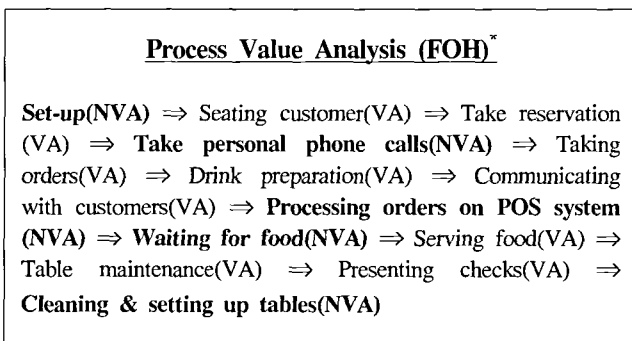 Process Value Analysis (FOH)*
Set-up(NVA) ⇒ Seating customer(VA) ⇒ Take reservation
(VA) ⇒ Take personal phone calls(NVA) ⇒ Taking
orders(VA) ⇒ Drink preparation(VA) ⇒ Communicating
with customers(VA) ⇒ Processing orders on POS system
(NVA) ⇒ Waiting for food(NVA) ⇒ Serving food(VA) ⇒
Table maintenance(VA) ⇒ Presenting checks(VA) ⇒
Cleaning & setting up tables(NVA)